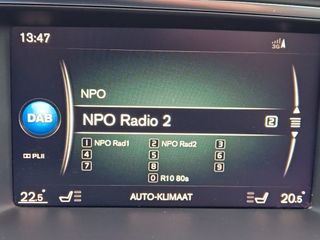 13:47
3G
NPO
DAB
NPO Radio 2 2
1 NPO Rad1 2 NPO Rad2 3
4 5 6
PLII
7 8 9
0 R10 80s
22.5° AUTO-KLIMAAT 20.5°